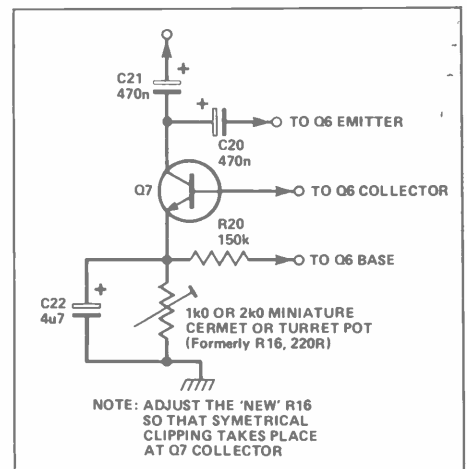 C21
470n
+
+
TO Q6 EMITTER
C20
470n
Q7
TO Q6 COLLECTOR
R20
150k
TO Q6 BASE
C22
4u7
+
1k0 OR 2k0 MINIATURE
CERMET OR TURRET POT
(Formerly R16, 220R)
NOTE: ADJUST THE 'NEW' R16
SO THAT SYMETRICAL
CLIPPING TAKES PLACE
AT Q7 COLLECTOR